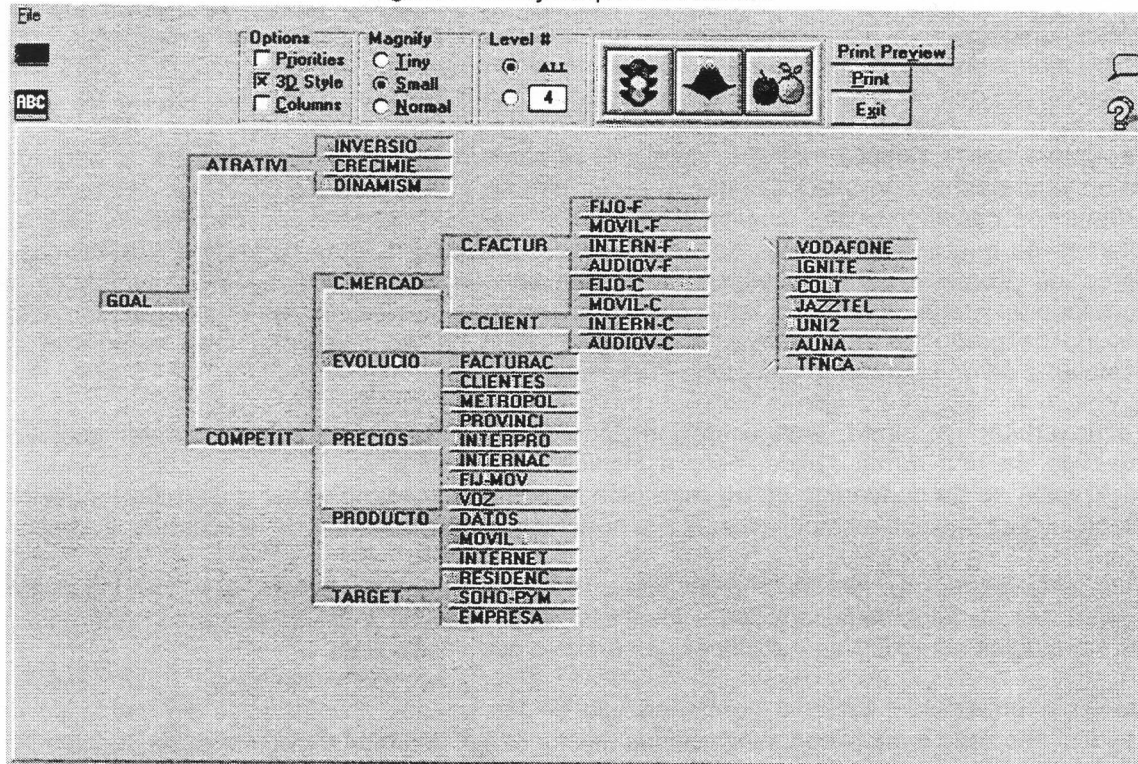 File
Options
Priorities
3D Style
Columns
Magnify
Tiny
Small
Normal
Level #
ALL
4
Print Preview
Print
Exit
ABC
GOAL
ATRATIVI
INVERSIO
CRECIMIE
DINAMISM
COMPETIT
C.MERCAD
C.FACTUR
FIJO-F
MOVIL-F
INTERN-F
AUDIOV-F
C.CLIENT
FIJO-C
MOVIL-C
INTERN-C
AUDIOV-C
EVOLUCIO
FACTURAC
CLIENTES
PRECIOS
METROPOL
PROVINCI
INTERPRO
INTERNAC
FIJ-MOV
PRODUCTO
VOZ
DATOS
MOVIL
INTERNET
TARGET
RESIDENC
SOHO-PYM
EMPRESA
VODAFONE
IGNITE
COLT
JAZZTEL
UNI2
AUNA
TFNCA